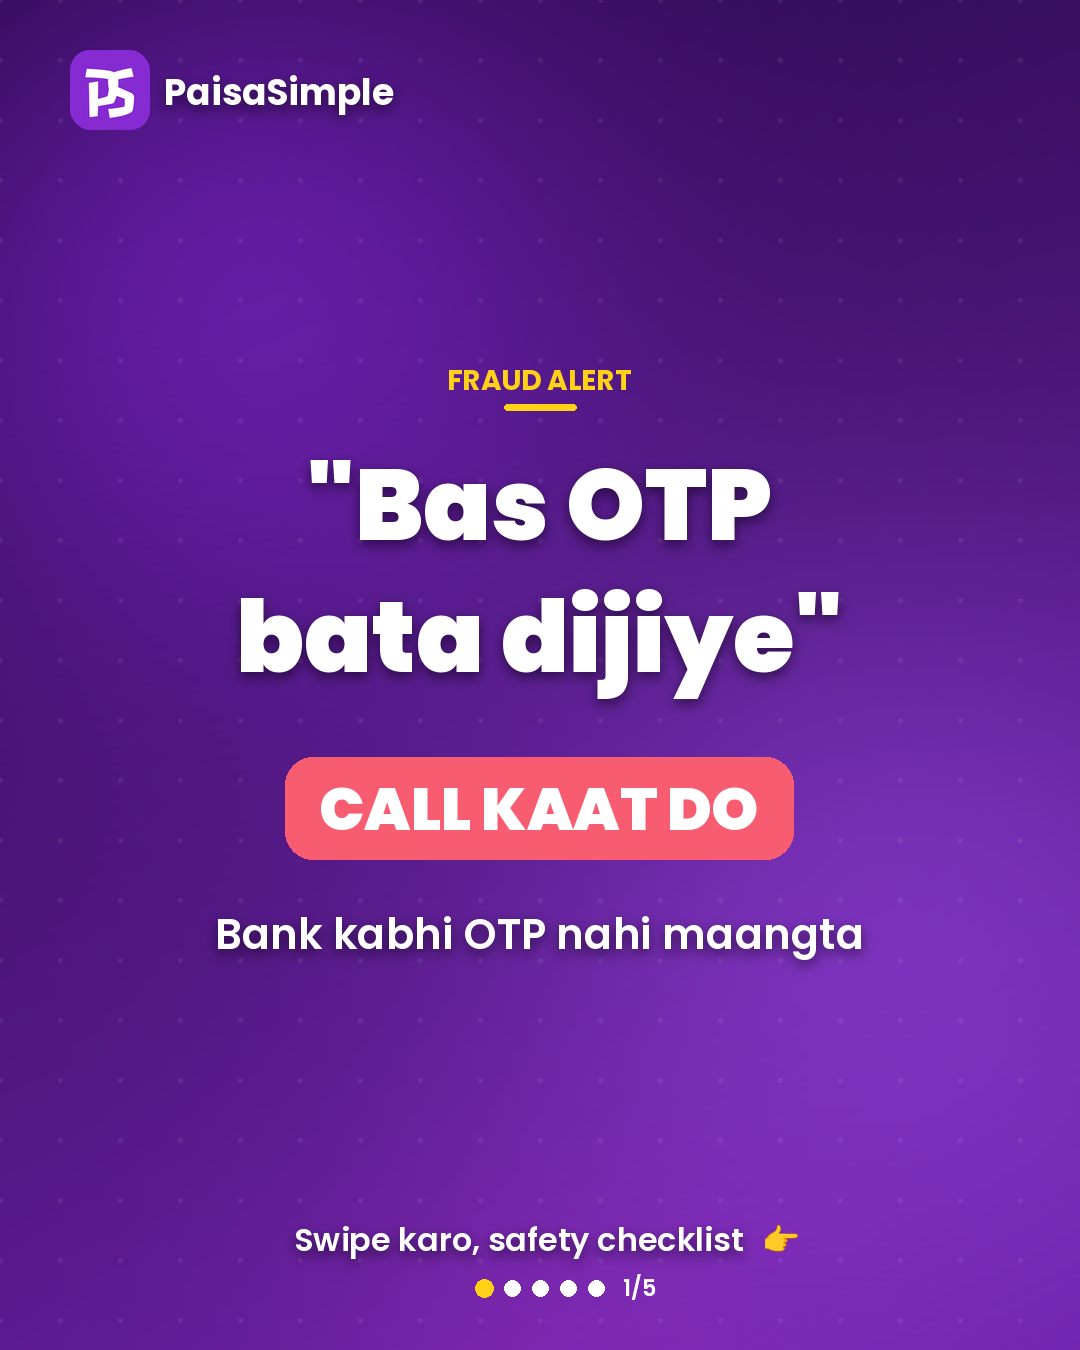 PS PaisaSimple
FRAUD ALERT
"Bas OTP
bata dijiye"
CALL KAAT DO
Bank kabhi OTP nahi maangta
Swipe karo, safety checklist 👉
1/5